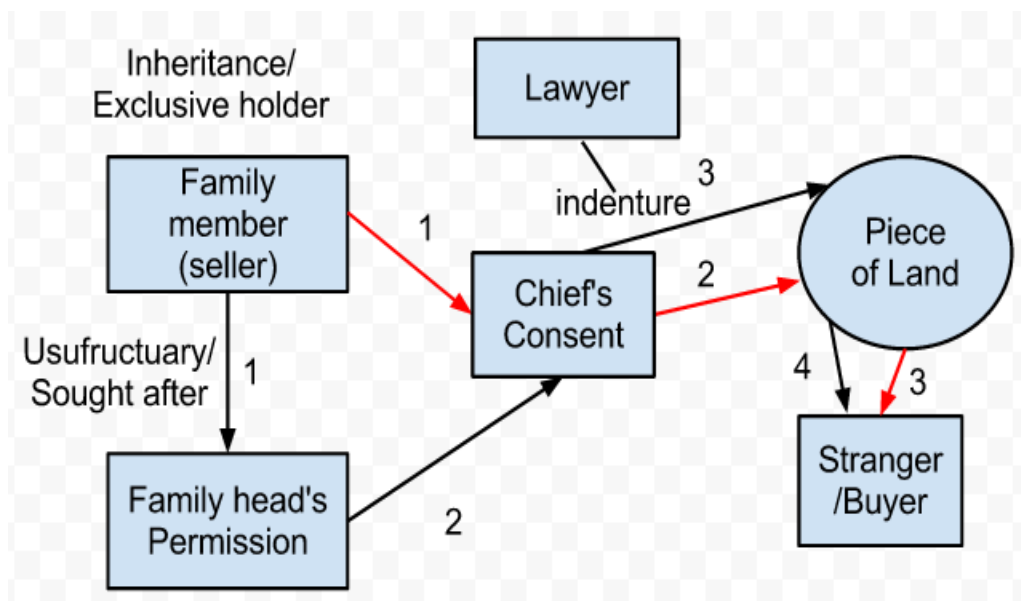 Inheritance/
Exclusive holder
Lawyer
Family
member
(seller)
1
indenture
3
Piece
of Land
Chief's
Consent
2
Usufructuary/
Sought after
1
4
3
Family head's
Permission
2
Stranger
/Buyer